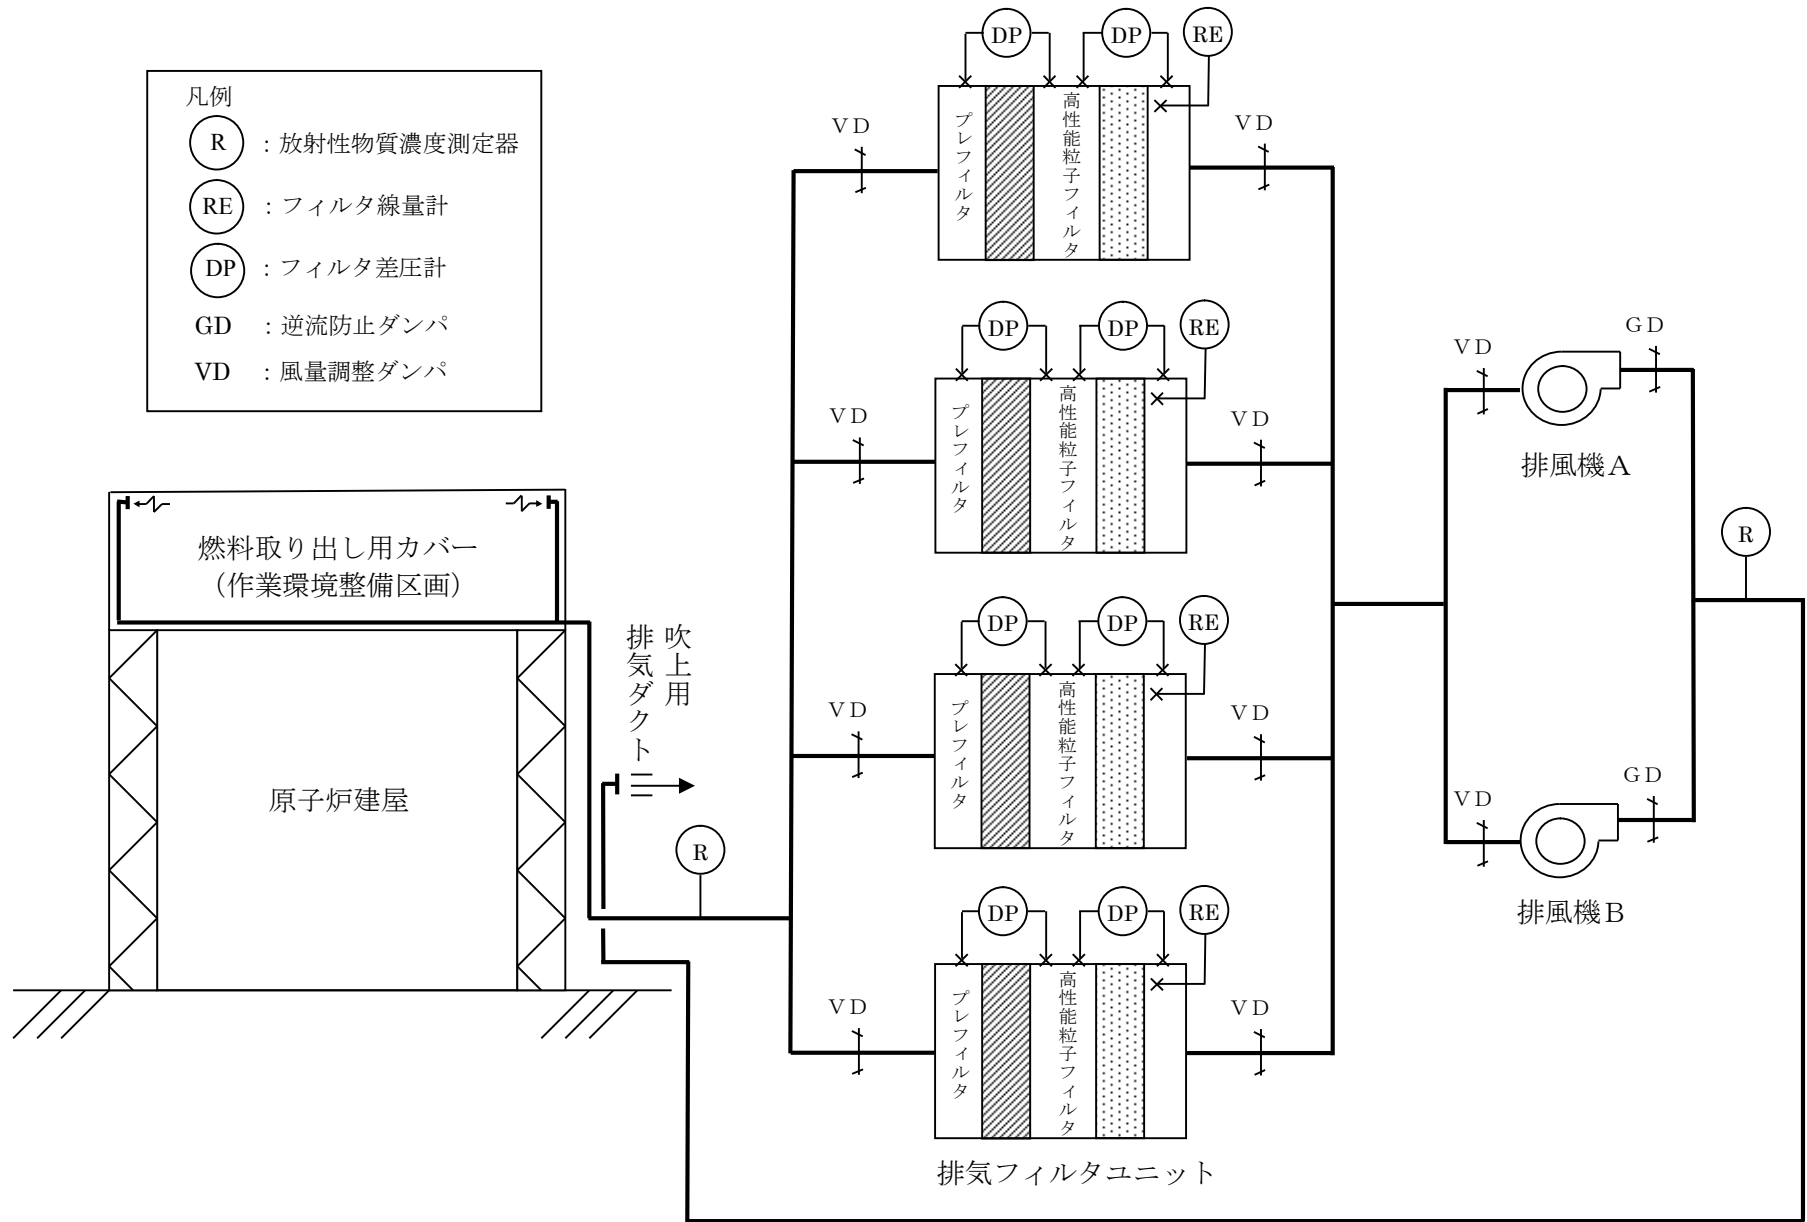 凡例
R ：放射性物質濃度測定器
RE ：フィルタ線量計
DP ：フィルタ差圧計
GD ：逆流防止ダンパ
VD ：風量調整ダンパ
DP
DP
RE
VD
プレフィルタ
高性能粒子フィルタ
VD
DP
DP
RE
VD
プレフィルタ
高性能粒子フィルタ
VD
DP
DP
RE
VD
プレフィルタ
高性能粒子フィルタ
VD
DP
DP
RE
VD
プレフィルタ
高性能粒子フィルタ
VD
排気フィルタユニット
VD
GD
排風機A
VD
GD
排風機B
R
燃料取り出し用カバー
（作業環境整備区画）
原子炉建屋
吹上用
排気ダクト
R